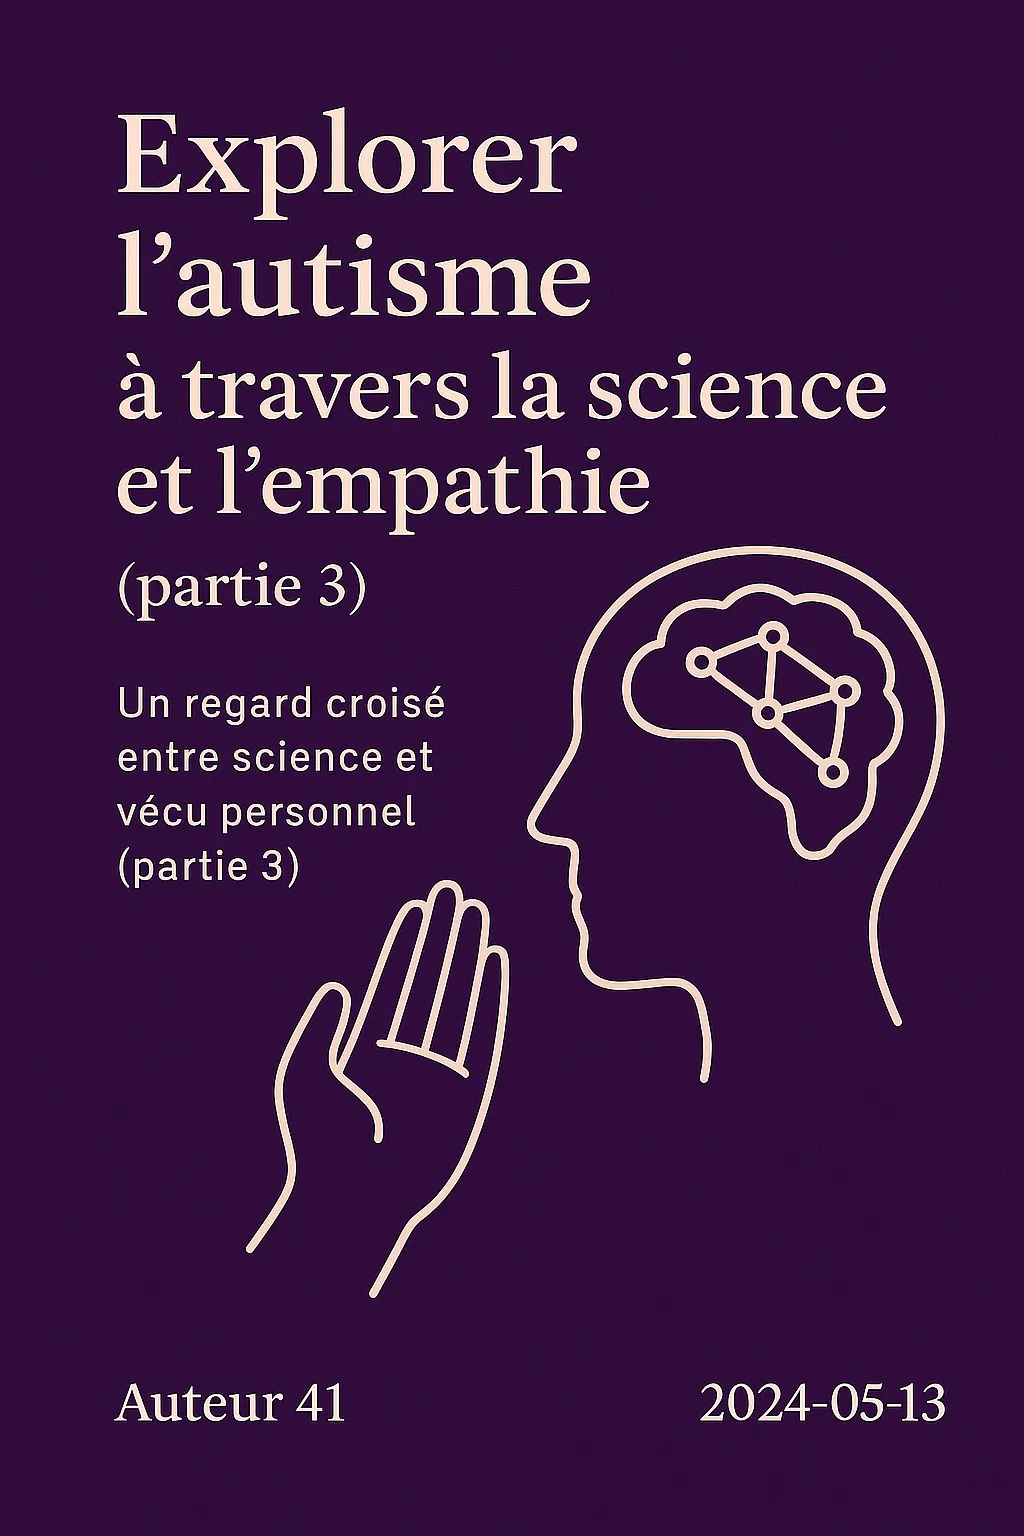 Explorer
l’autisme
à travers la science
et l’empathie
(partie 3)
Un regard croisé
entre science et
vécu personnel
(partie 3)
Auteur 41
2024-05-13